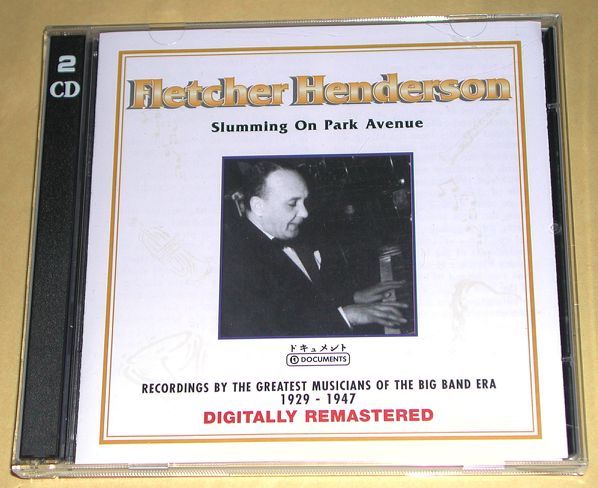 2
CD
Fletcher Henderson
Slumming On Park Avenue
ドキュメント
DOCUMENTS
RECORDINGS BY THE GREATEST MUSICIANS OF THE BIG BAND ERA
1929 - 1947
DIGITALLY REMASTERED